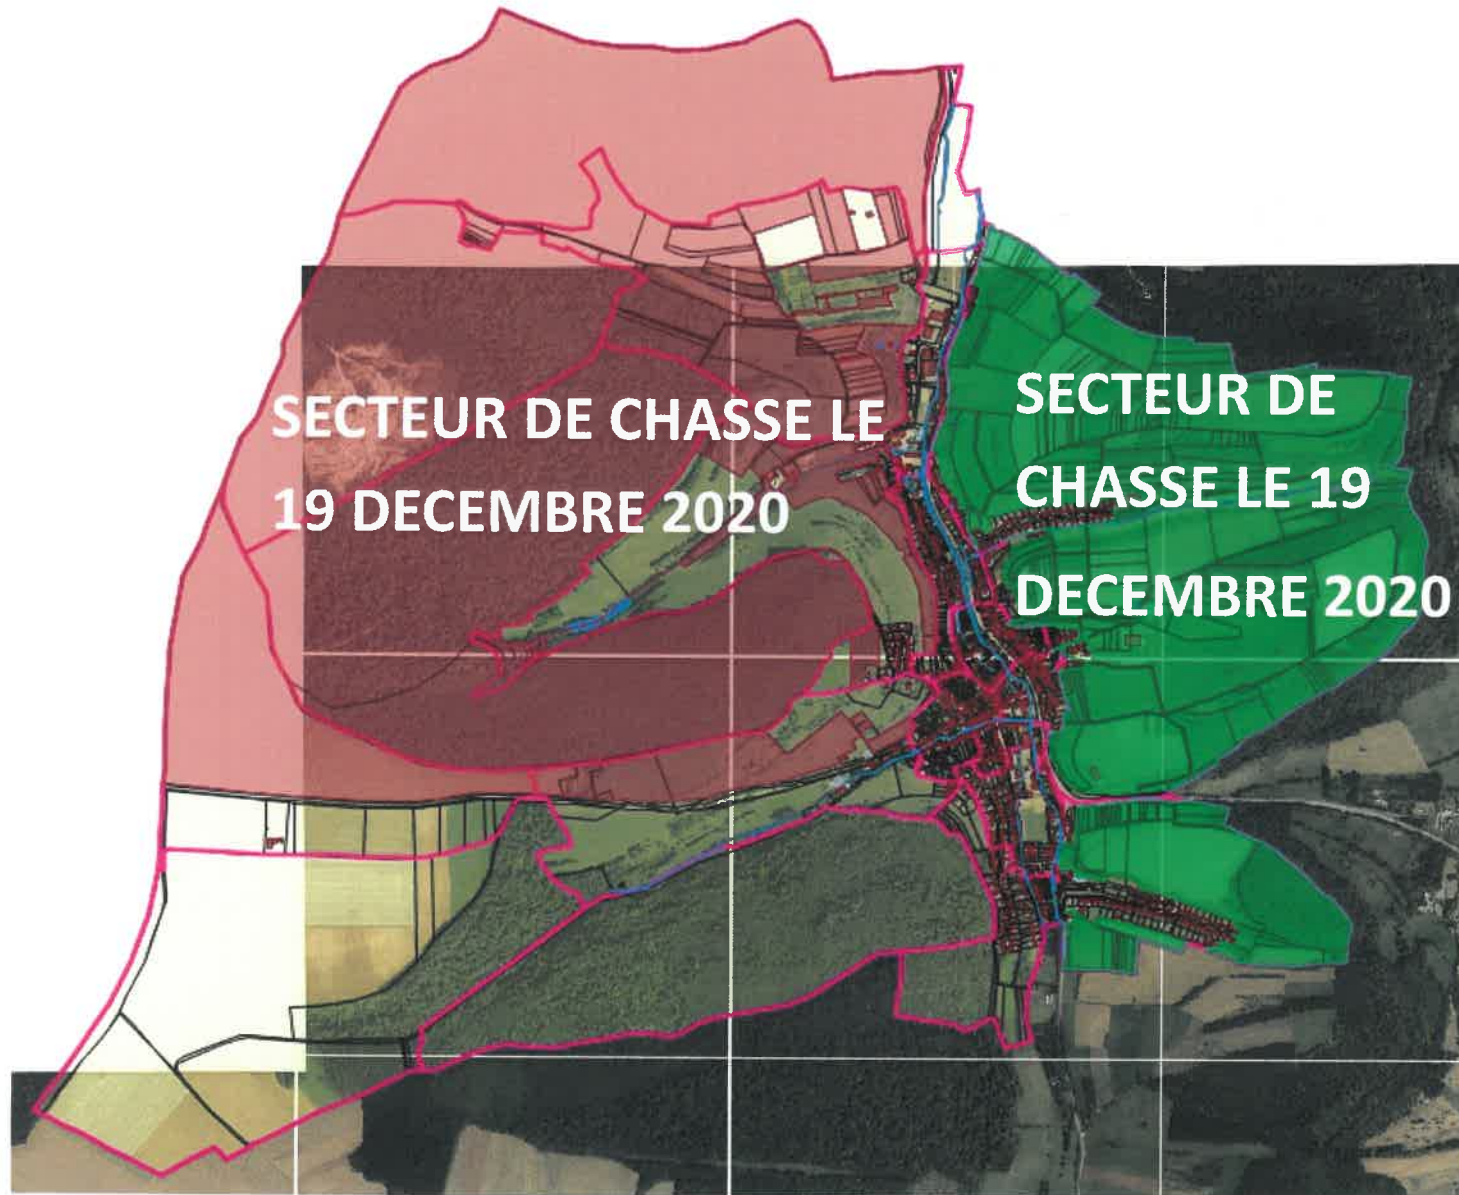 SECTEUR DE CHASSE LE
19 DECEMBRE 2020
SECTEUR DE
CHASSE LE 19
DECEMBRE 2020